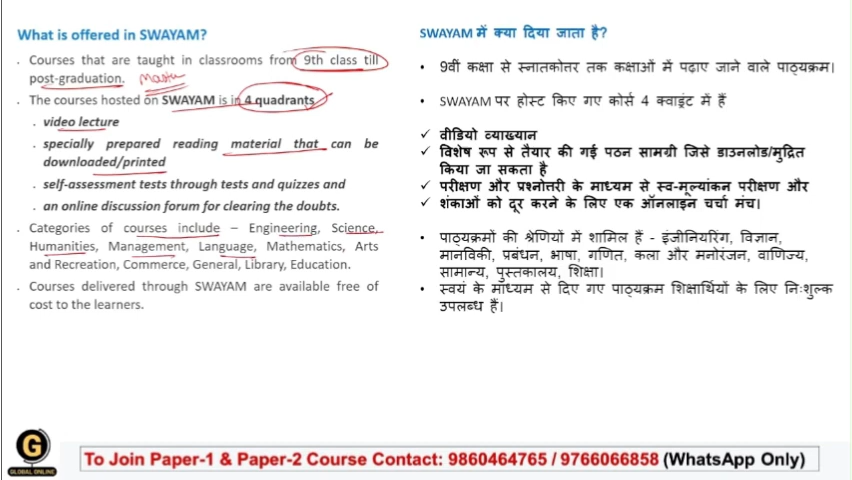 What is offered in SWAYAM?
. Courses that are taught in classrooms from 9th class till
post-graduation. Master
. The courses hosted on SWAYAM is in 4 quadrants
. video lecture
. specially prepared reading material that can be
downloaded/printed
. self-assessment tests through tests and quizzes and
. an online discussion forum for clearing the doubts.
. Categories of courses include – Engineering, Science,
Humanities, Management, Language, Mathematics, Arts
and Recreation, Commerce, General, Library, Education.
. Courses delivered through SWAYAM are available free of
cost to the learners.
SWAYAM में क्या दिया जाता है?
• 9वीं कक्षा से स्नातकोत्तर तक कक्षाओं में पढ़ाए जाने वाले पाठ्यक्रम।
• SWAYAM पर होस्ट किए गए कोर्स 4 क्वाड्रंट में हैं
✓ वीडियो व्याख्यान
✓ विशेष रूप से तैयार की गई पठन सामग्री जिसे डाउनलोड/मुद्रित
किया जा सकता है
✓ परीक्षण और प्रश्नोत्तरी के माध्यम से स्व-मूल्यांकन परीक्षण और
✓ शंकाओं को दूर करने के लिए एक ऑनलाइन चर्चा मंच।
• पाठ्यक्रमों की श्रेणियों में शामिल हैं - इंजीनियरिंग, विज्ञान,
मानविकी, प्रबंधन, भाषा, गणित, कला और मनोरंजन, वाणिज्य,
सामान्य, पुस्तकालय, शिक्षा।
• स्वयं के माध्यम से दिए गए पाठ्यक्रम शिक्षार्थियों के लिए निःशुल्क
उपलब्ध हैं।
G
GLOBAL ONLINE
To Join Paper-1 & Paper-2 Course Contact: 9860464765 / 9766066858 (WhatsApp Only)